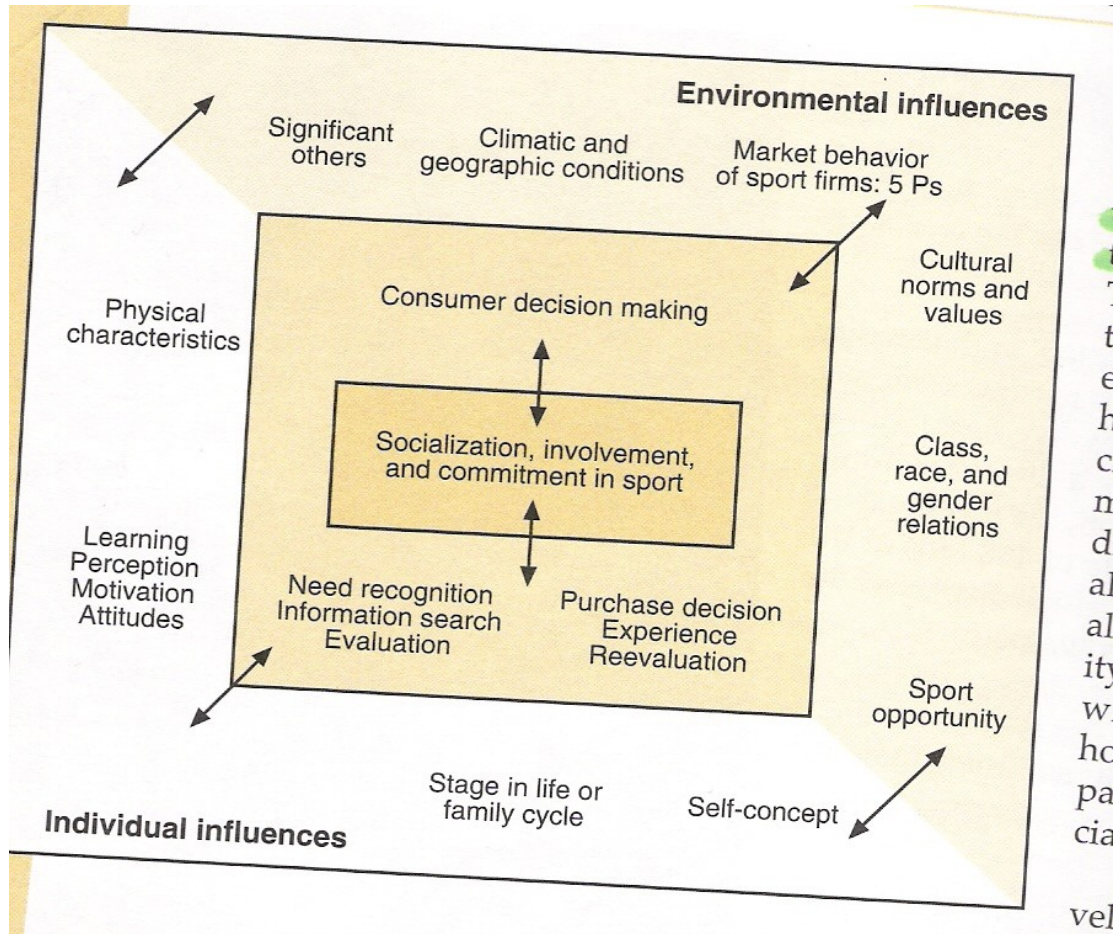 Environmental influences
Significant
others
Climatic and
geographic conditions
Market behavior
of sport firms: 5 Ps
Cultural
norms and
values
Physical
characteristics
Consumer decision making
Socialization, involvement,
and commitment in sport
Class,
race, and
gender
relations
Learning
Perception
Motivation
Attitudes
Need recognition
Information search
Evaluation
Purchase decision
Experience
Reevaluation
Sport
opportunity
Stage in life or
family cycle
Self-concept
Individual influences